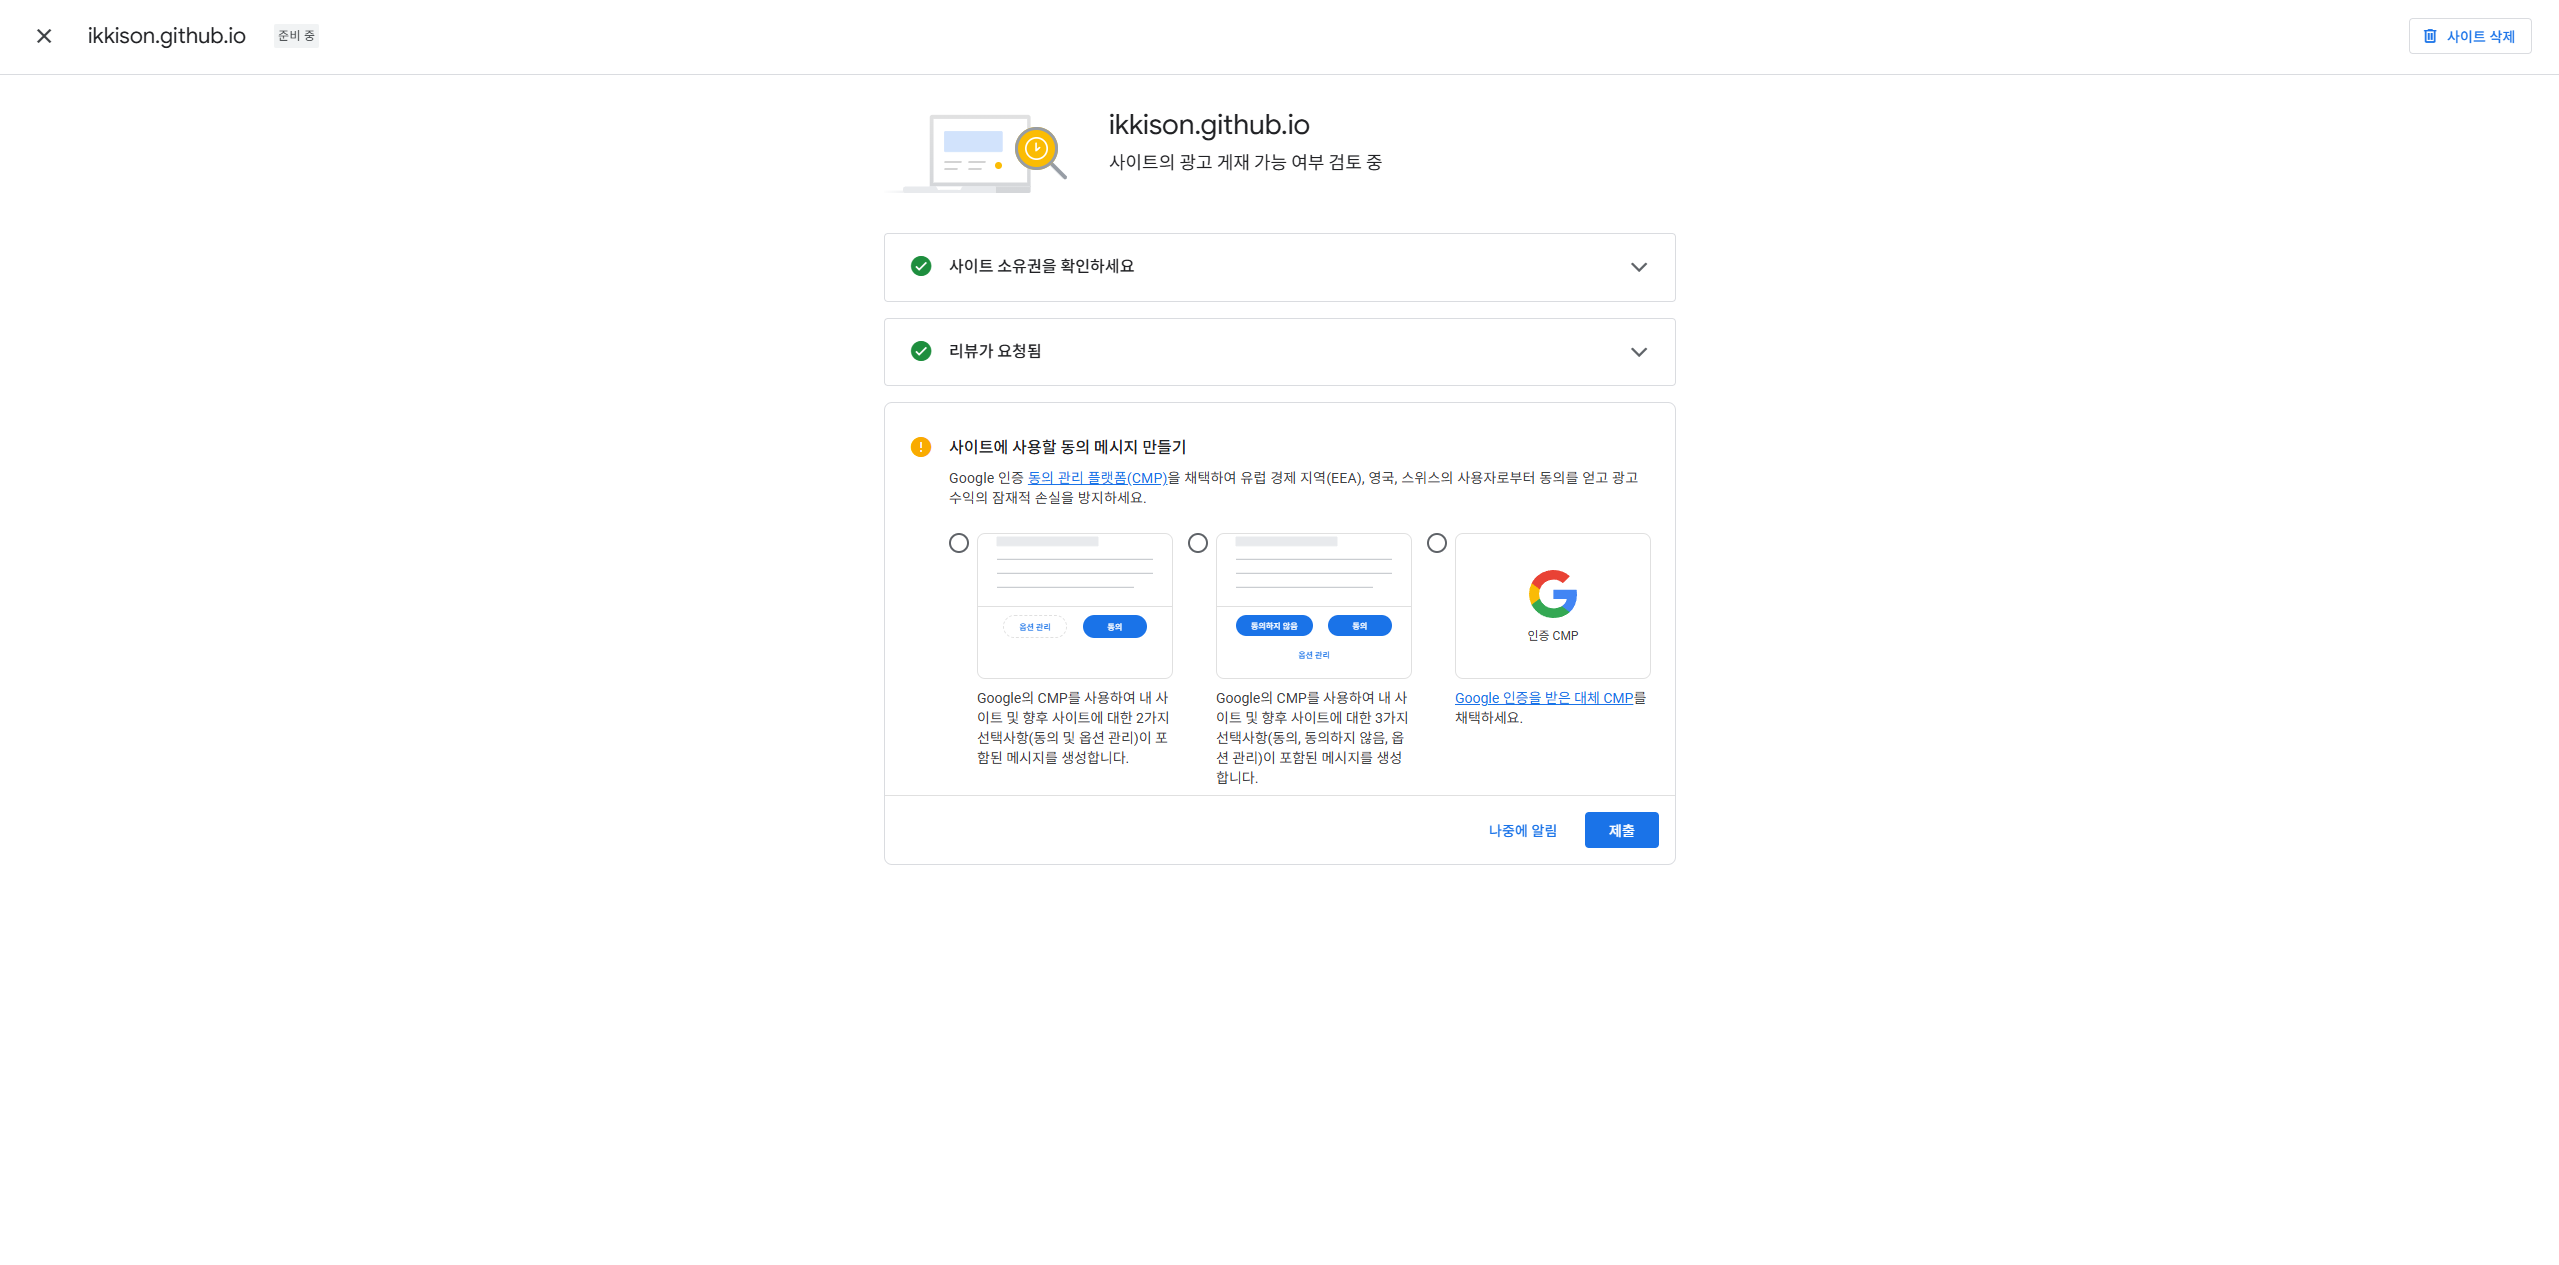 ikkison.github.io
준비 중
사이트 삭제
ikkison.github.io
사이트의 광고 게재 가능 여부 검토 중
사이트 소유권을 확인하세요
리뷰가 요청됨
사이트에 사용할 동의 메시지 만들기
Google 인증 동의 관리 플랫폼(CMP)을 채택하여 유럽 경제 지역(EEA), 영국, 스위스의 사용자로부터 동의를 얻고 광고
수익의 잠재적 손실을 방지하세요.
옵션 관리
동의
Google의 CMP를 사용하여 내 사
이트 및 향후 사이트에 대한 2가지
선택사항(동의 및 옵션 관리)이 포
함된 메시지를 생성합니다.
동의하지 않음
동의
옵션 관리
Google의 CMP를 사용하여 내 사
이트 및 향후 사이트에 대한 3가지
선택사항(동의, 동의하지 않음, 옵
션 관리)이 포함된 메시지를 생성
합니다.
인증 CMP
Google 인증을 받은 대체 CMP를
채택하세요.
나중에 알림
제출